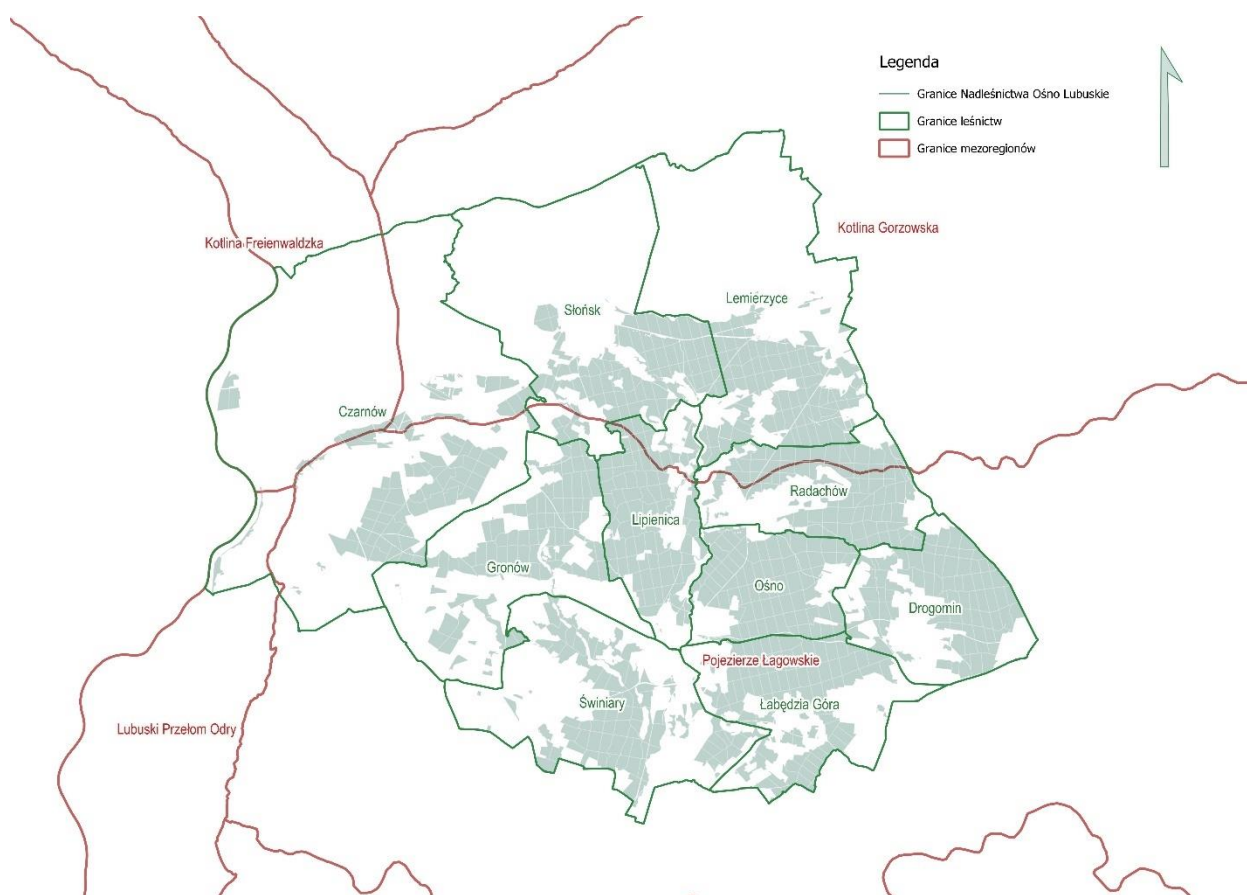 Legenda
Granice Nadleśnictwa Ośno Lubuskie
Granice leśnictw
Granice mezoregionów
Kotlina Freienwaldzka
Kotlina Gorzowska
Słońsk
Lemierzyce
Czarnów
Radachów
Lipienica
Gronów
Ośno
Drogomin
Pojezierze Łagowskie
Świniary
Łabędzia Góra
Lubuski Przełom Odry